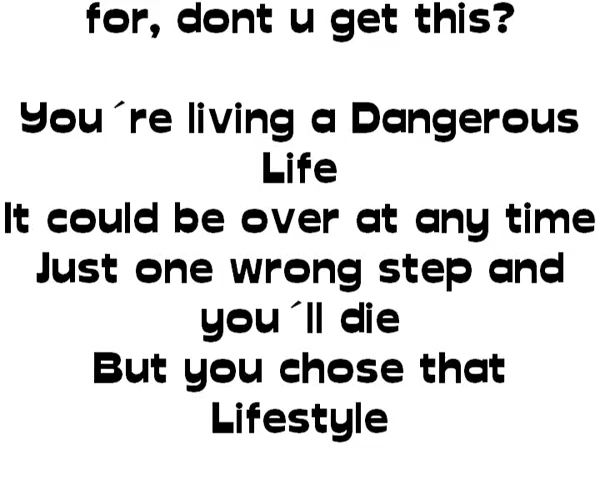 for, dont u get this?
You´re living a Dangerous
Life
It could be over at any time
Just one wrong step and
you´ll die
But you chose that
Lifestyle